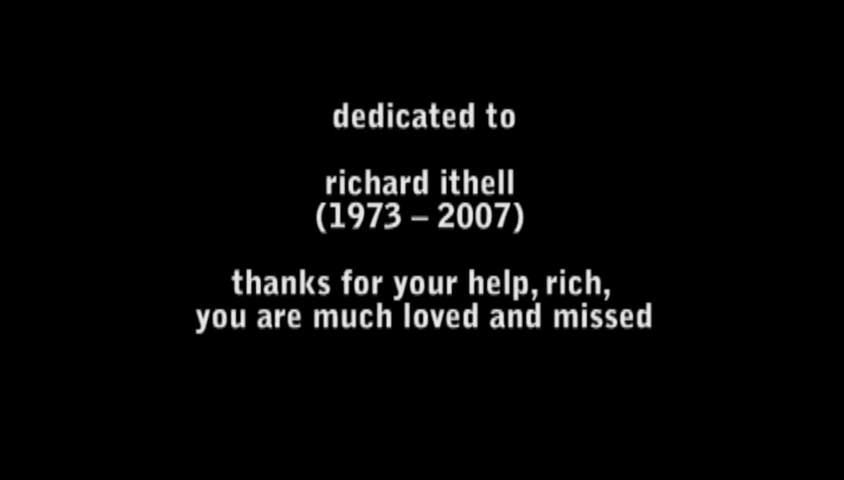 dedicated to
richard ithell
(1973 – 2007)
thanks for your help, rich,
you are much loved and missed